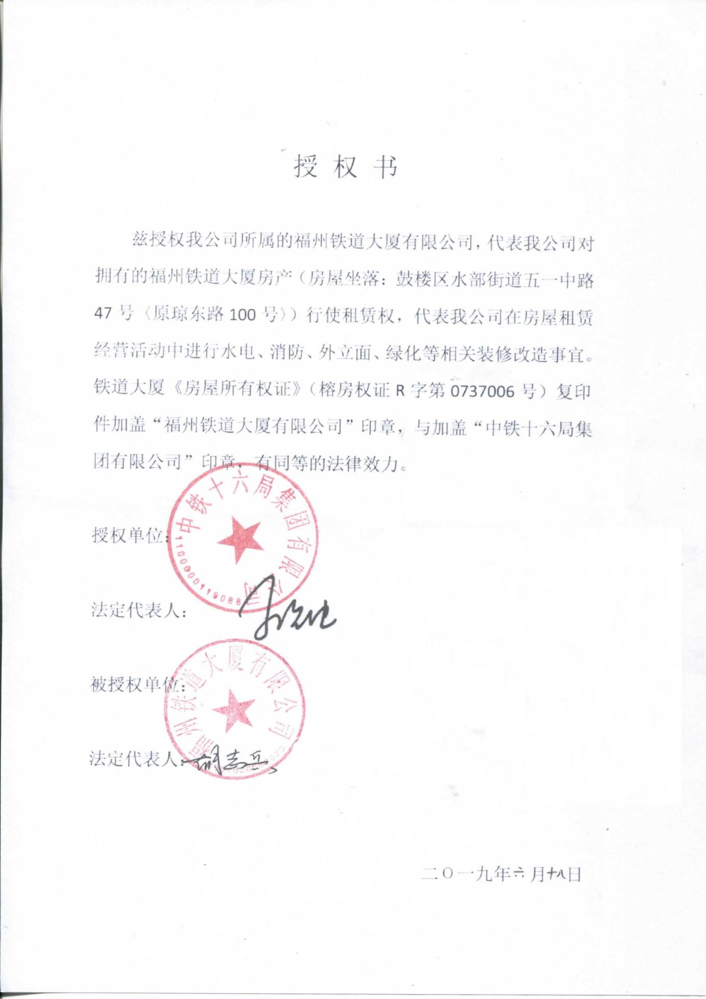 授权书
兹授权我公司所属的福州铁道大厦有限公司，代表我公司对
拥有的福州铁道大厦房产（房屋坐落：鼓楼区水部街道五一中路
47号〈原琼东路100号〉）行使租赁权，代表我公司在房屋租赁
经营活动中进行水电、消防、外立面、绿化等相关装修改造事宜。
铁道大厦《房屋所有权证》（榕房权证R字第0737006号）复印
件加盖“福州铁道大厦有限公司”印章，与加盖“中铁十六局集
团有限公司”印章，有同等的法律效力。
授权单位：
中铁十六局集团有限公司
1100000119088
法定代表人：
被授权单位：
福州铁道大厦有限公司
法定代表人：胡志兵
二〇一九年六月十八日